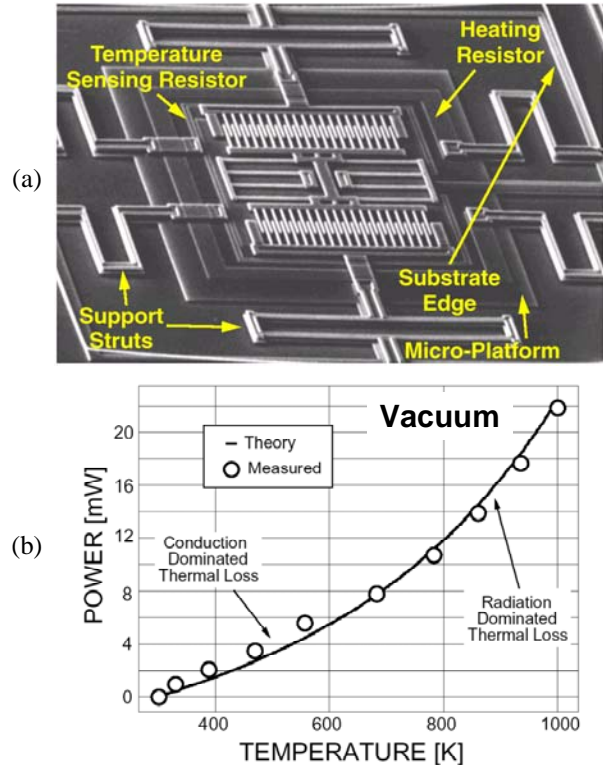 (a)
Temperature
Sensing Resistor
Heating
Resistor
Support
Struts
Substrate
Edge
Micro-Platform
(b)
Vacuum
POWER [mW]
20
16
12
8
4
0
– Theory
Measured
Conduction
Dominated
Thermal Loss
Radiation
Dominated
Thermal Loss
400
600
800
1000
TEMPERATURE [K]